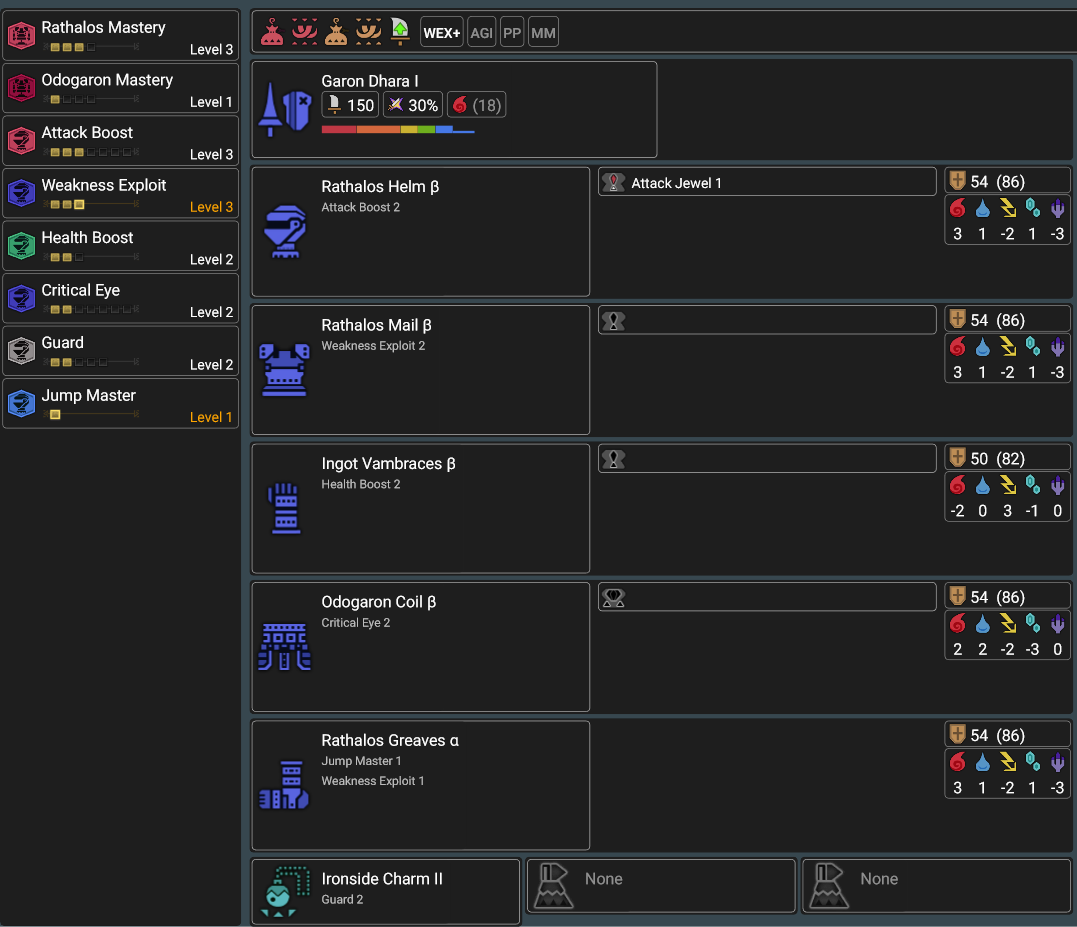 Rathalos Mastery
Level 3
Odogaron Mastery
Level 1
Attack Boost
Level 3
Weakness Exploit
Level 3
Health Boost
Level 2
Critical Eye
Level 2
Guard
Level 2
Jump Master
Level 1
WEX+ AGI PP MM
Garon Dhara I
150 30% (18)
Rathalos Helm β
Attack Boost 2
Attack Jewel 1
54 (86)
3 1 -2 1 -3
Rathalos Mail β
Weakness Exploit 2
54 (86)
3 1 -2 1 -3
Ingot Vambraces β
Health Boost 2
50 (82)
-2 0 3 -1 0
Odogaron Coil β
Critical Eye 2
54 (86)
2 2 -2 -3 0
Rathalos Greaves α
Jump Master 1
Weakness Exploit 1
54 (86)
3 1 -2 1 -3
Ironside Charm II
Guard 2
None
None